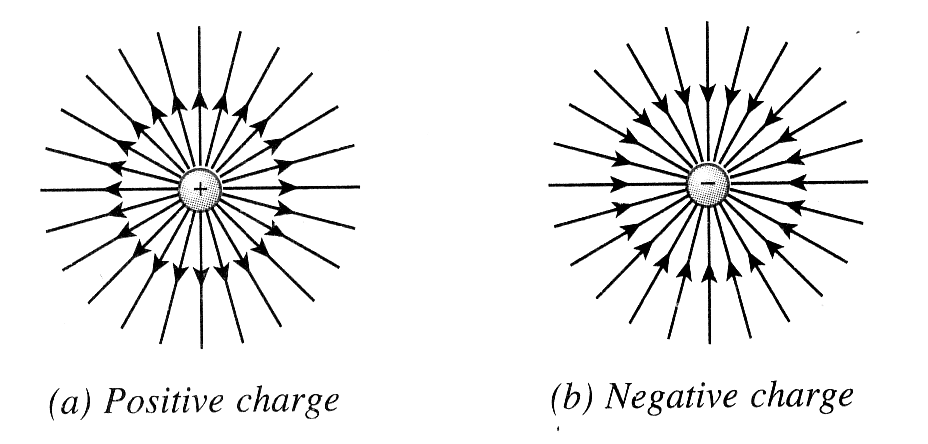 +
−
(a) Positive charge
(b) Negative charge